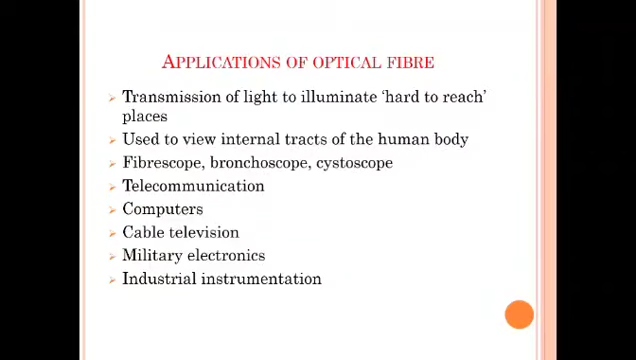 APPLICATIONS OF OPTICAL FIBRE
Transmission of light to illuminate ‘hard to reach’
places
Used to view internal tracts of the human body
Fibrescope, bronchoscope, cystoscope
Telecommunication
Computers
Cable television
Military electronics
Industrial instrumentation